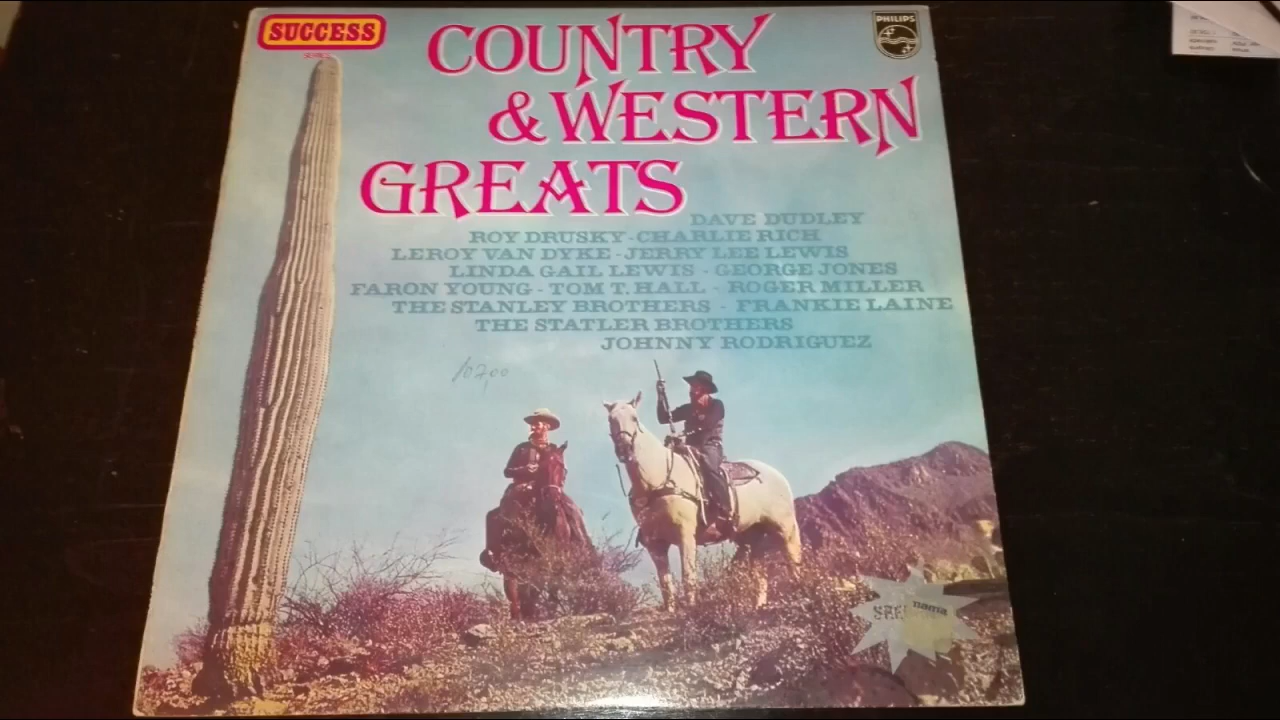 SUCCESS
SERIES
PHILIPS
COUNTRY
& WESTERN
GREATS
DAVE DUDLEY
ROY DRUSKY - CHARLIE RICH
LEROY VAN DYKE - JERRY LEE LEWIS
LINDA GAIL LEWIS - GEORGE JONES
FARON YOUNG - TOM T. HALL - ROGER MILLER
THE STANLEY BROTHERS - FRANKIE LAINE
THE STATLER BROTHERS
JOHNNY RODRIGUEZ
10700
nama